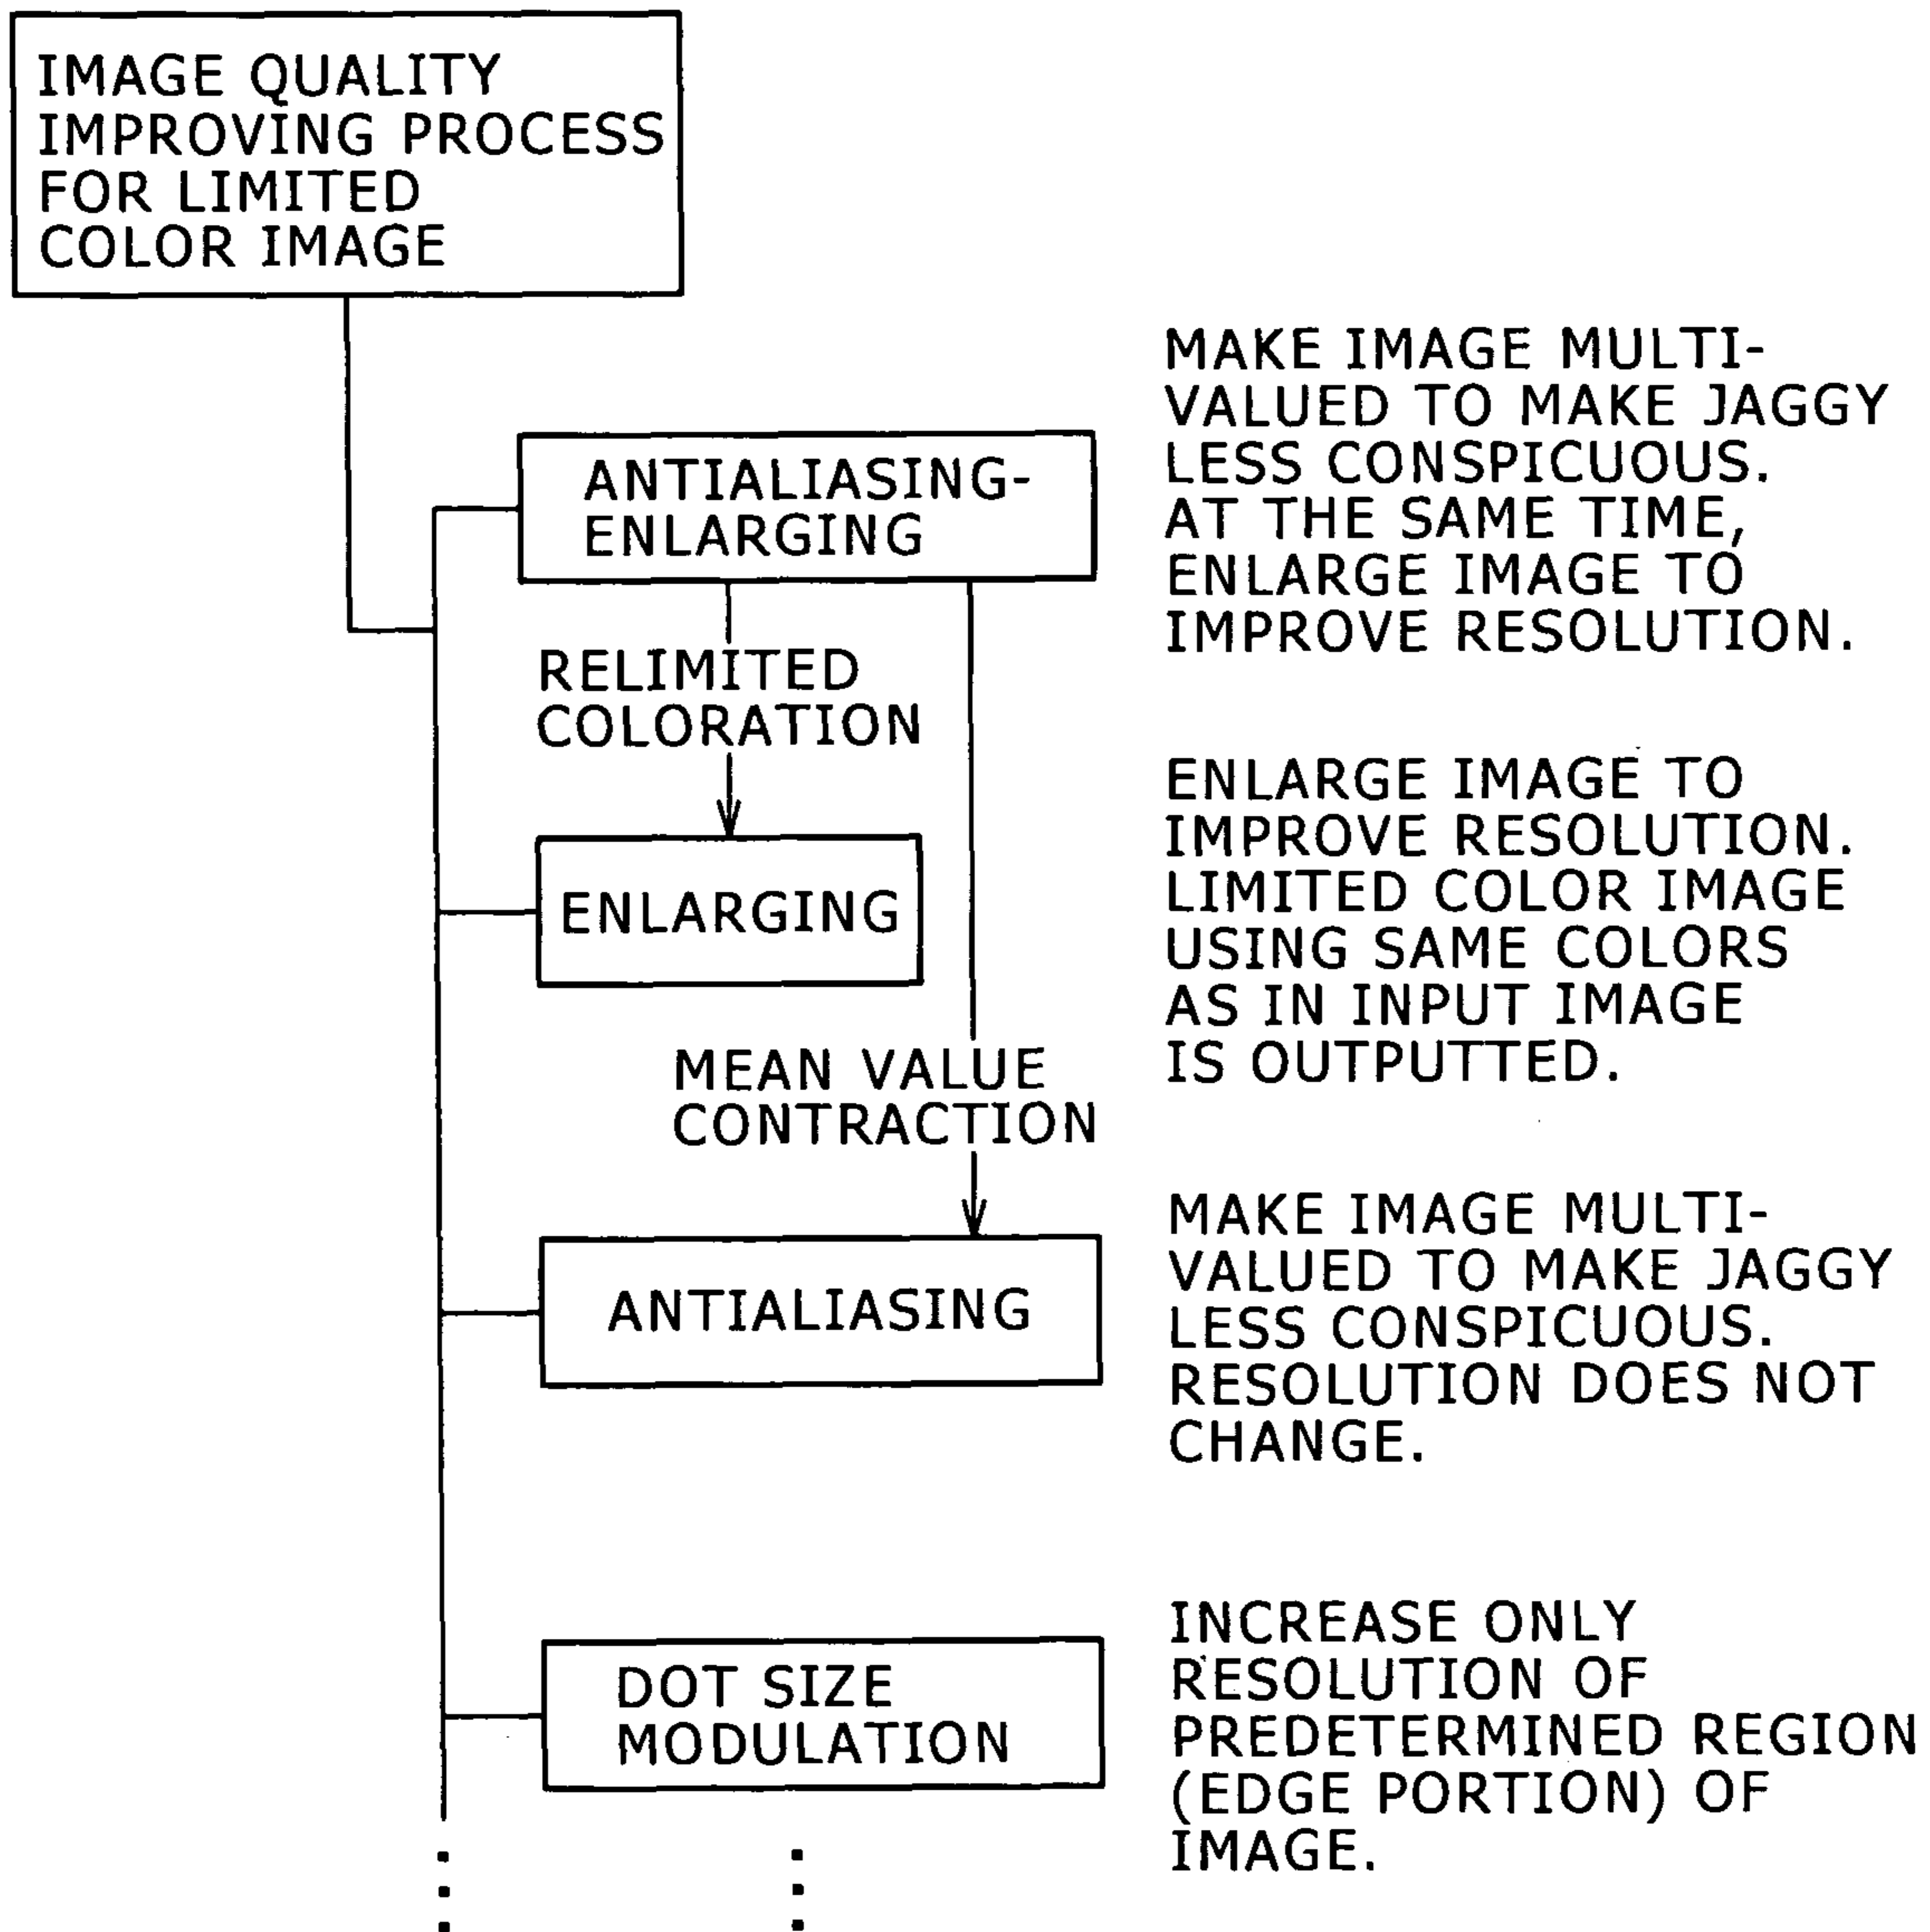 IMAGE QUALITY
IMPROVING PROCESS
FOR LIMITED
COLOR IMAGE
ANTIALIASING-
ENLARGING
MAKE IMAGE MULTI-
VALUED TO MAKE JAGGY
LESS CONSPICUOUS.
AT THE SAME TIME,
ENLARGE IMAGE TO
IMPROVE RESOLUTION.
RELIMITED
COLORATION
ENLARGING
ENLARGE IMAGE TO
IMPROVE RESOLUTION.
LIMITED COLOR IMAGE
USING SAME COLORS
AS IN INPUT IMAGE
IS OUTPUTTED.
MEAN VALUE
CONTRACTION
ANTIALIASING
MAKE IMAGE MULTI-
VALUED TO MAKE JAGGY
LESS CONSPICUOUS.
RESOLUTION DOES NOT
CHANGE.
DOT SIZE
MODULATION
INCREASE ONLY
RESOLUTION OF
PREDETERMINED REGION
(EDGE PORTION) OF
IMAGE.